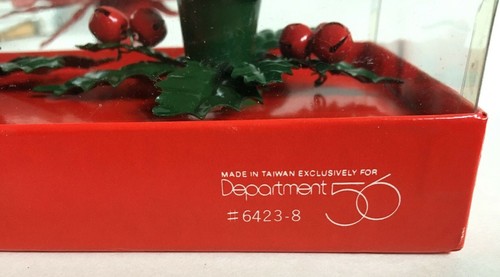 MADE IN TAIWAN EXCLUSIVELY FOR
Department 56
#6423-8